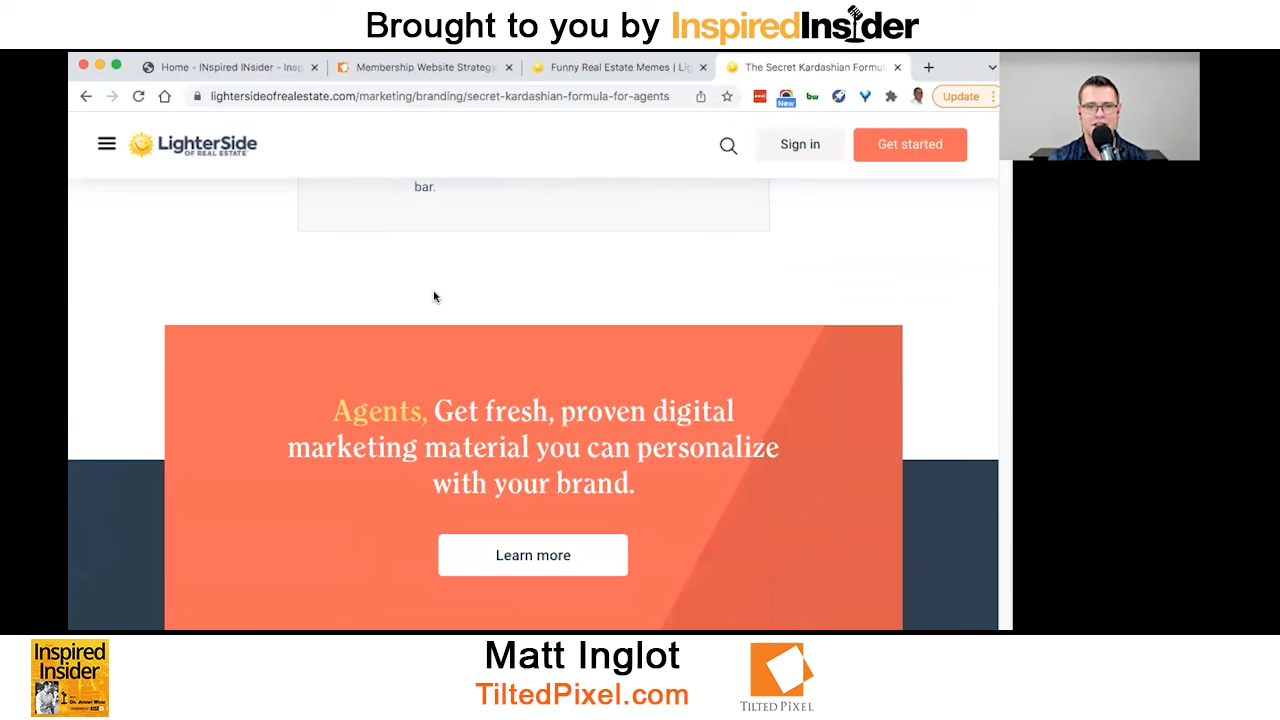 Brought to you by InspiredInsider
Home - INspired INsider - Insp
Membership Website Strategy
Funny Real Estate Memes | Lig
The Secret Kardashian Formul
lightersideofrealestate.com/marketing/branding/secret-kardashian-formula-for-agents
New
bw
Update
LighterSide
OF REAL ESTATE
Sign in
Get started
bar.
Agents, Get fresh, proven digital
marketing material you can personalize
with your brand.
Learn more
Inspired
Insider
Matt Inglot
TiltedPixel.com
TILTED PIXEL